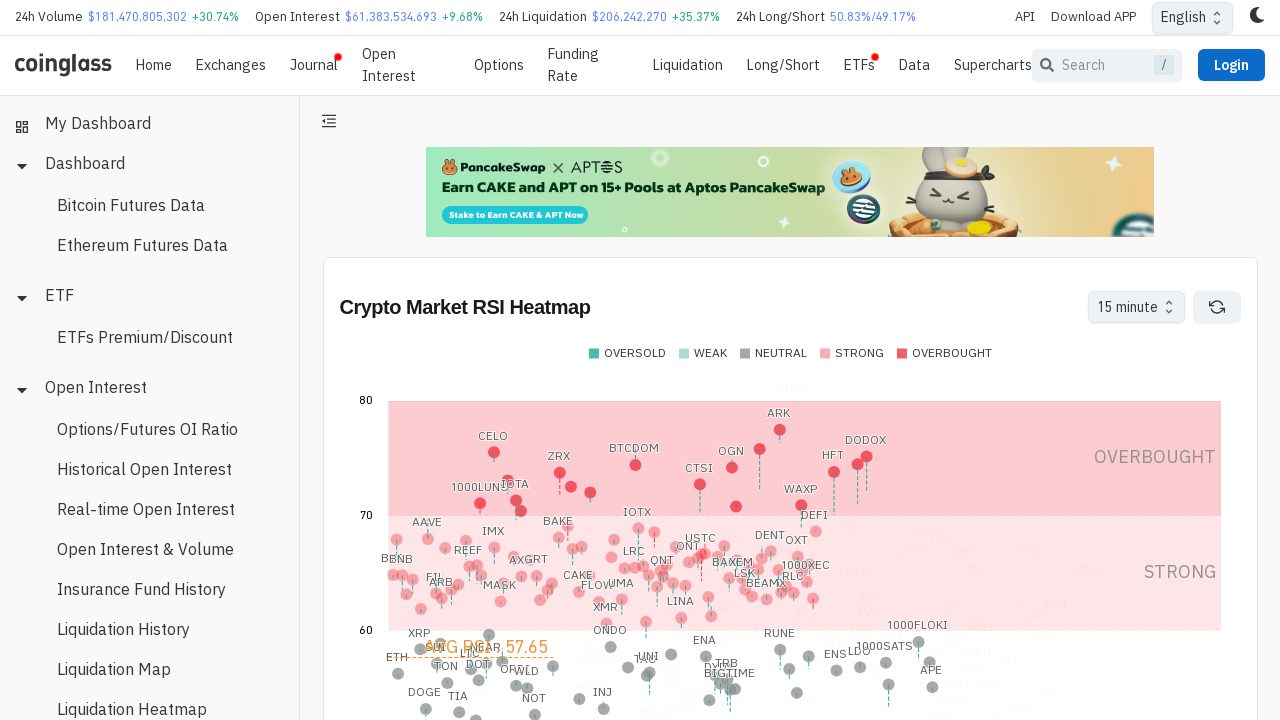 24h Volume $181,470,805,302 +30.74% Open Interest $61,383,534,693 +9.68% 24h Liquidation $206,242,270 +35.37% 24h Long/Short 50.83%/49.17% API Download APP English
coinglass Home Exchanges Journal Open Interest Options Funding Rate Liquidation Long/Short ETFs Data Supercharts Search / Login
My Dashboard
Dashboard
Bitcoin Futures Data
Ethereum Futures Data
ETF
ETFs Premium/Discount
Open Interest
Options/Futures OI Ratio
Historical Open Interest
Real-time Open Interest
Open Interest & Volume
Insurance Fund History
Liquidation History
Liquidation Map
Liquidation Heatmap
PancakeSwap × APTOS
Earn CAKE and APT on 15+ Pools at Aptos PancakeSwap
Stake to Earn CAKE & APT Now
Crypto Market RSI Heatmap
15 minute
OVERSOLD WEAK NEUTRAL STRONG OVERBOUGHT
80
ARK
CELO BTCDOM OGN DODOX
ZRX CTSI HFT OVERBOUGHT
1000LUNC IOTA WAXP
70 IOTX DEFI
AAVE BAKE
IMX USTC DENT OXT
REEF LRC ONT
BNB AXGRT QNT 1000XEC
FIL CAKE LSK RLC STRONG
ARB MASK FLOW UMA BEAMX
XMR LINA
60 ONDO 1000FLOKI
XRP RUNE
AVG RSI : 57.65 ENA
SUI NEAR ENS LDO 1000SATS
ETH LTC UNI
TON DOT TRB
WLD BIGTIME APE
DOGE TIA NOT INJ